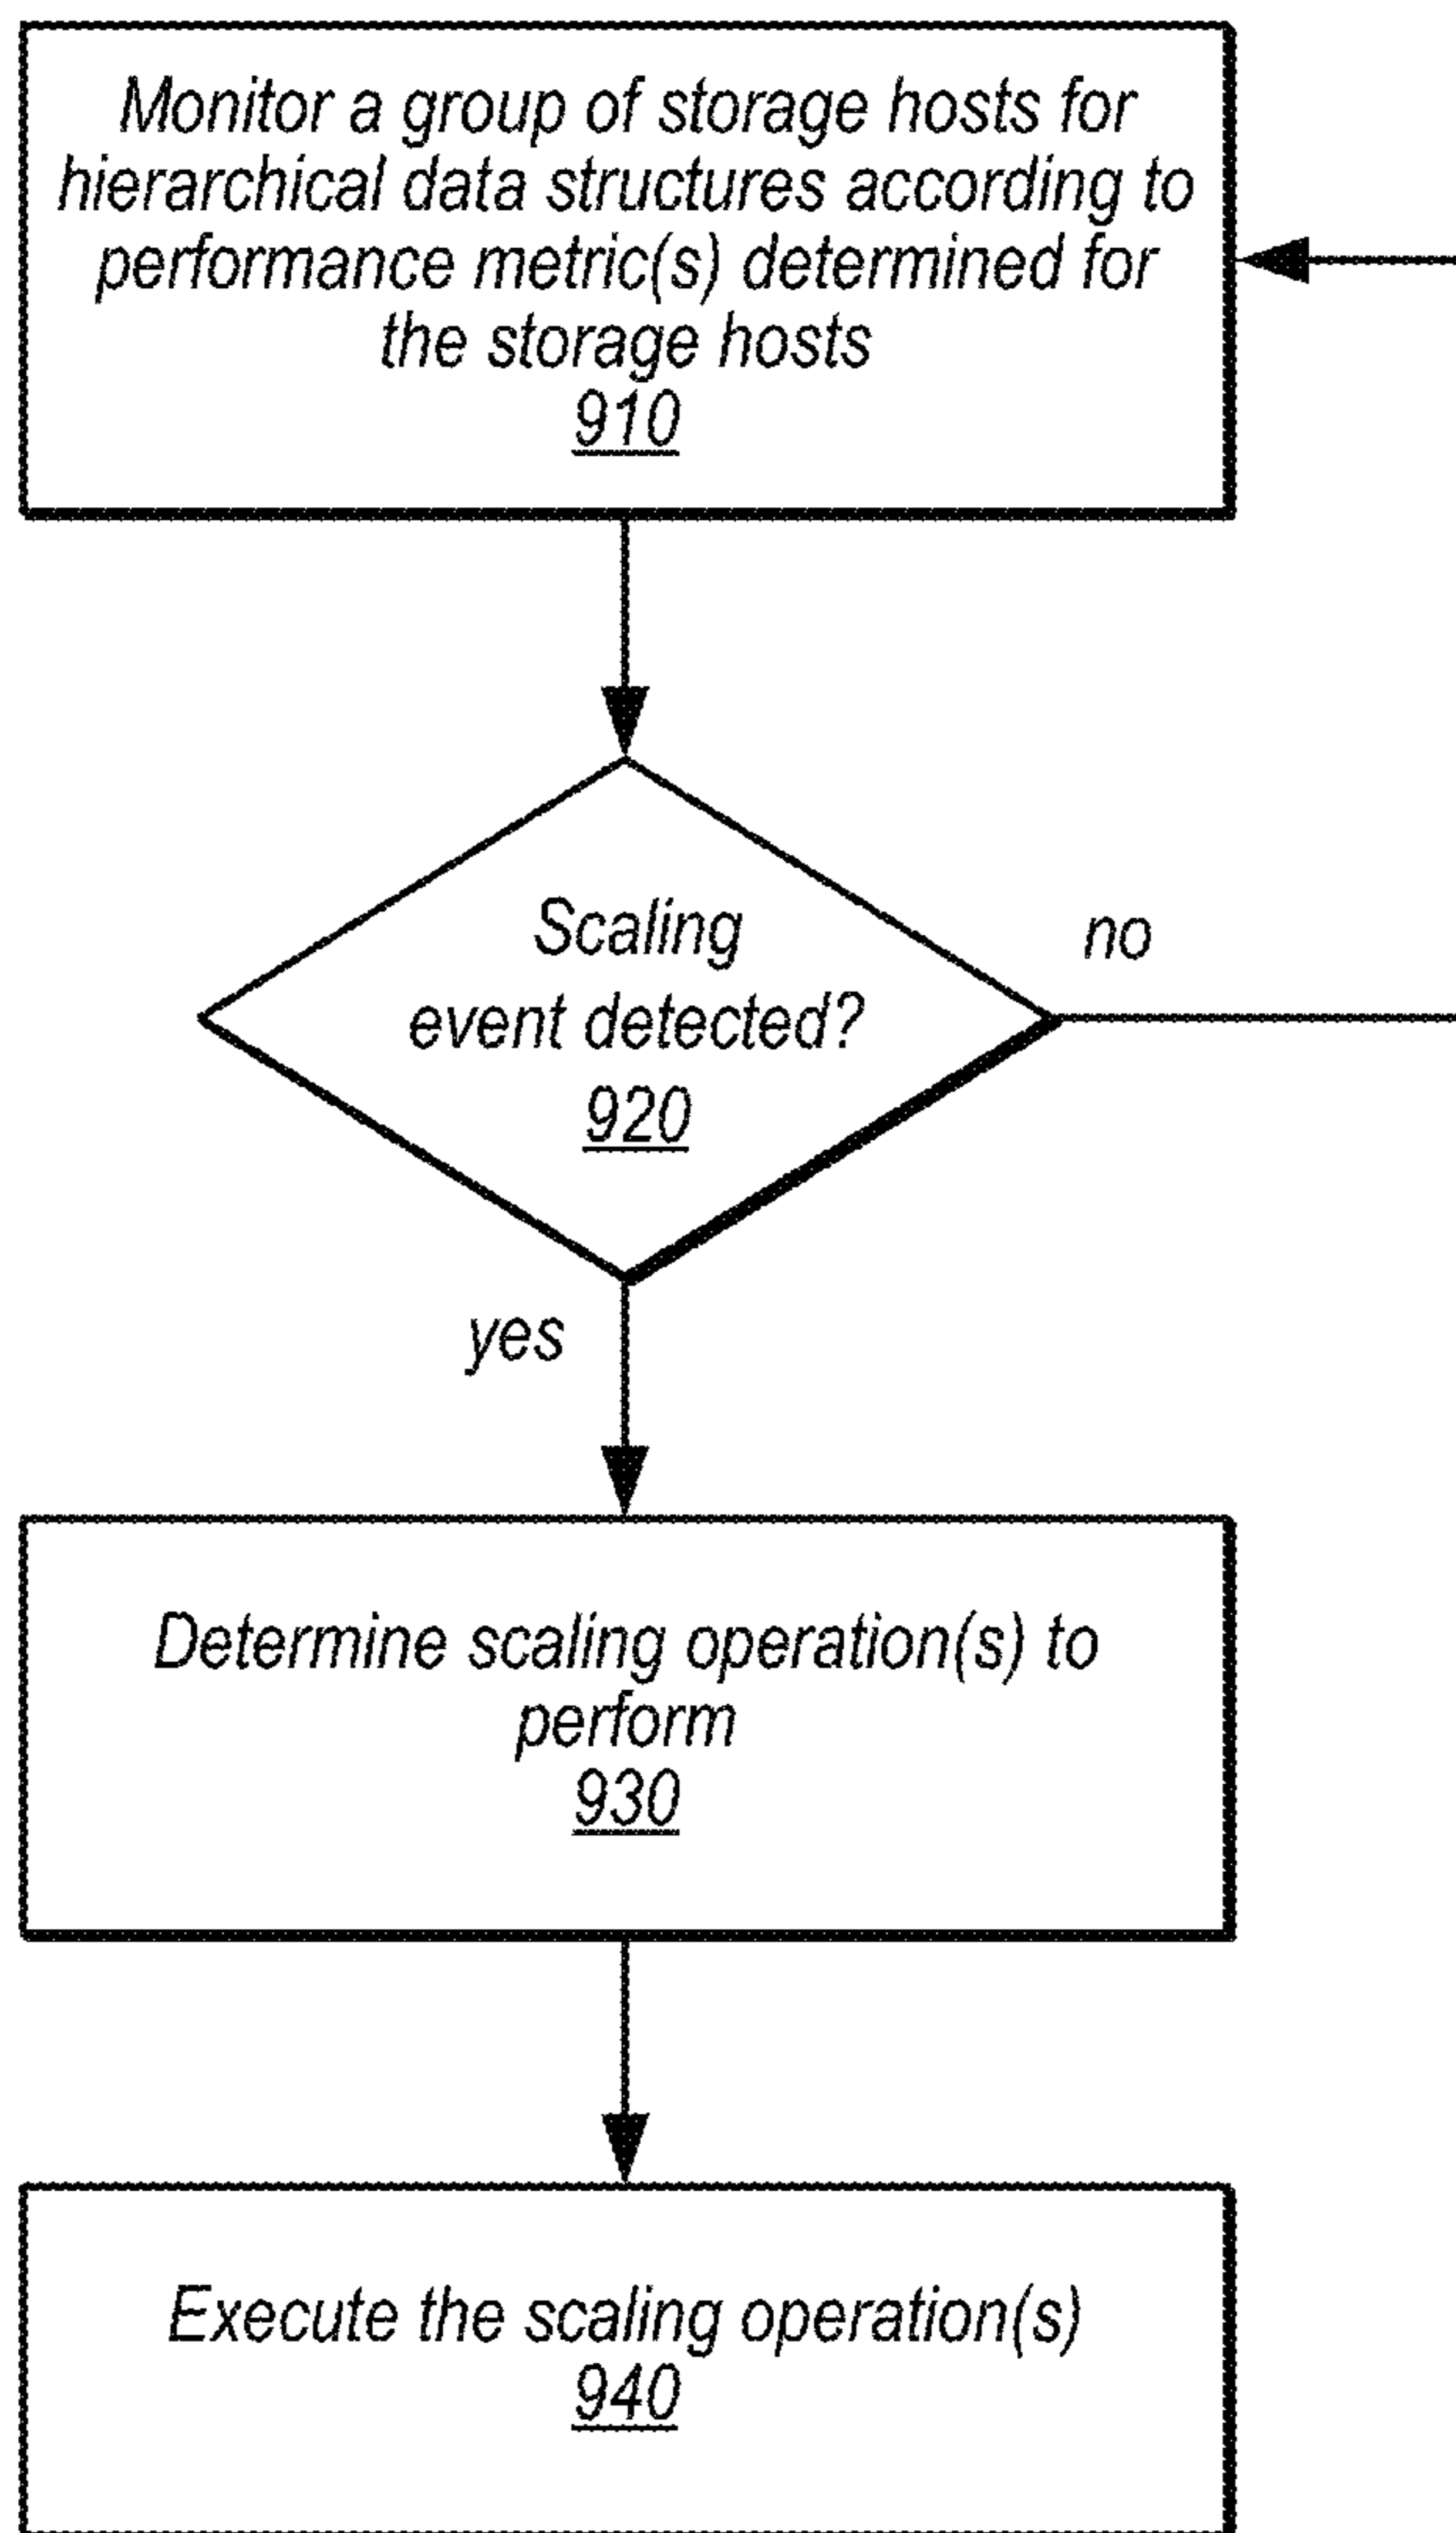 Monitor a group of storage hosts for
hierarchical data structures according to
performance metric(s) determined for
the storage hosts
910
Scaling
event detected?
920
no
yes
Determine scaling operation(s) to
perform
930
Execute the scaling operation(s)
940